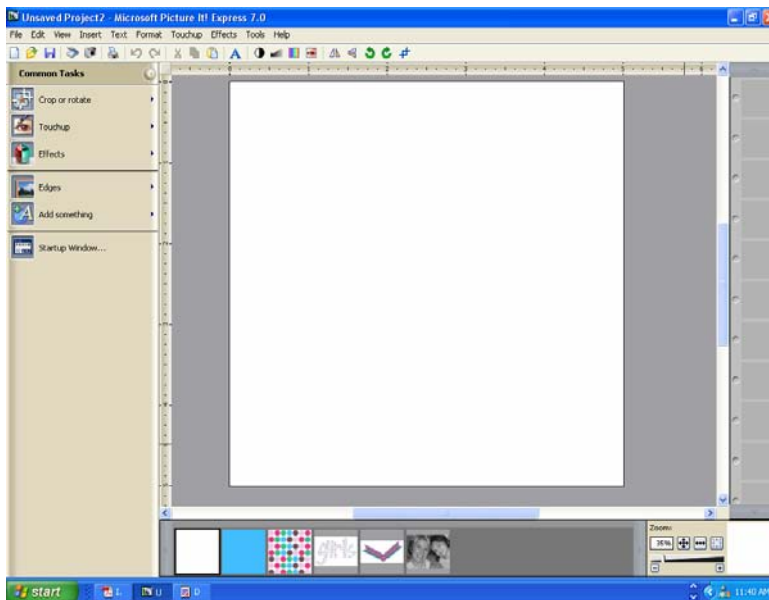 Unsaved Project2 - Microsoft Picture It! Express 7.0
File Edit View Insert Text Format Touchup Effects Tools Help
Common Tasks
Crop or rotate
Touchup
Effects
Edges
Add something
Startup Window...
girls
Zoom:
35%
start
11:40 AM